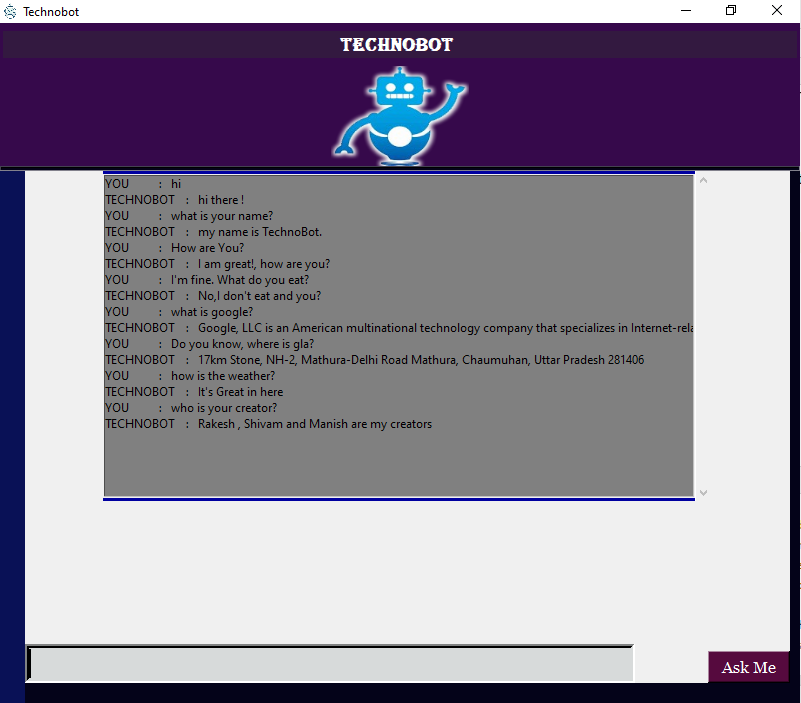 Technobot
TECHNOBOT
YOU : hi
TECHNOBOT : hi there !
YOU : what is your name?
TECHNOBOT : my name is TechnoBot.
YOU : How are You?
TECHNOBOT : I am great!, how are you?
YOU : I'm fine. What do you eat?
TECHNOBOT : No,I don't eat and you?
YOU : what is google?
TECHNOBOT : Google, LLC is an American multinational technology company that specializes in Internet-rela
YOU : Do you know, where is gla?
TECHNOBOT : 17km Stone, NH-2, Mathura-Delhi Road Mathura, Chaumuhan, Uttar Pradesh 281406
YOU : how is the weather?
TECHNOBOT : It's Great in here
YOU : who is your creator?
TECHNOBOT : Rakesh , Shivam and Manish are my creators
Ask Me